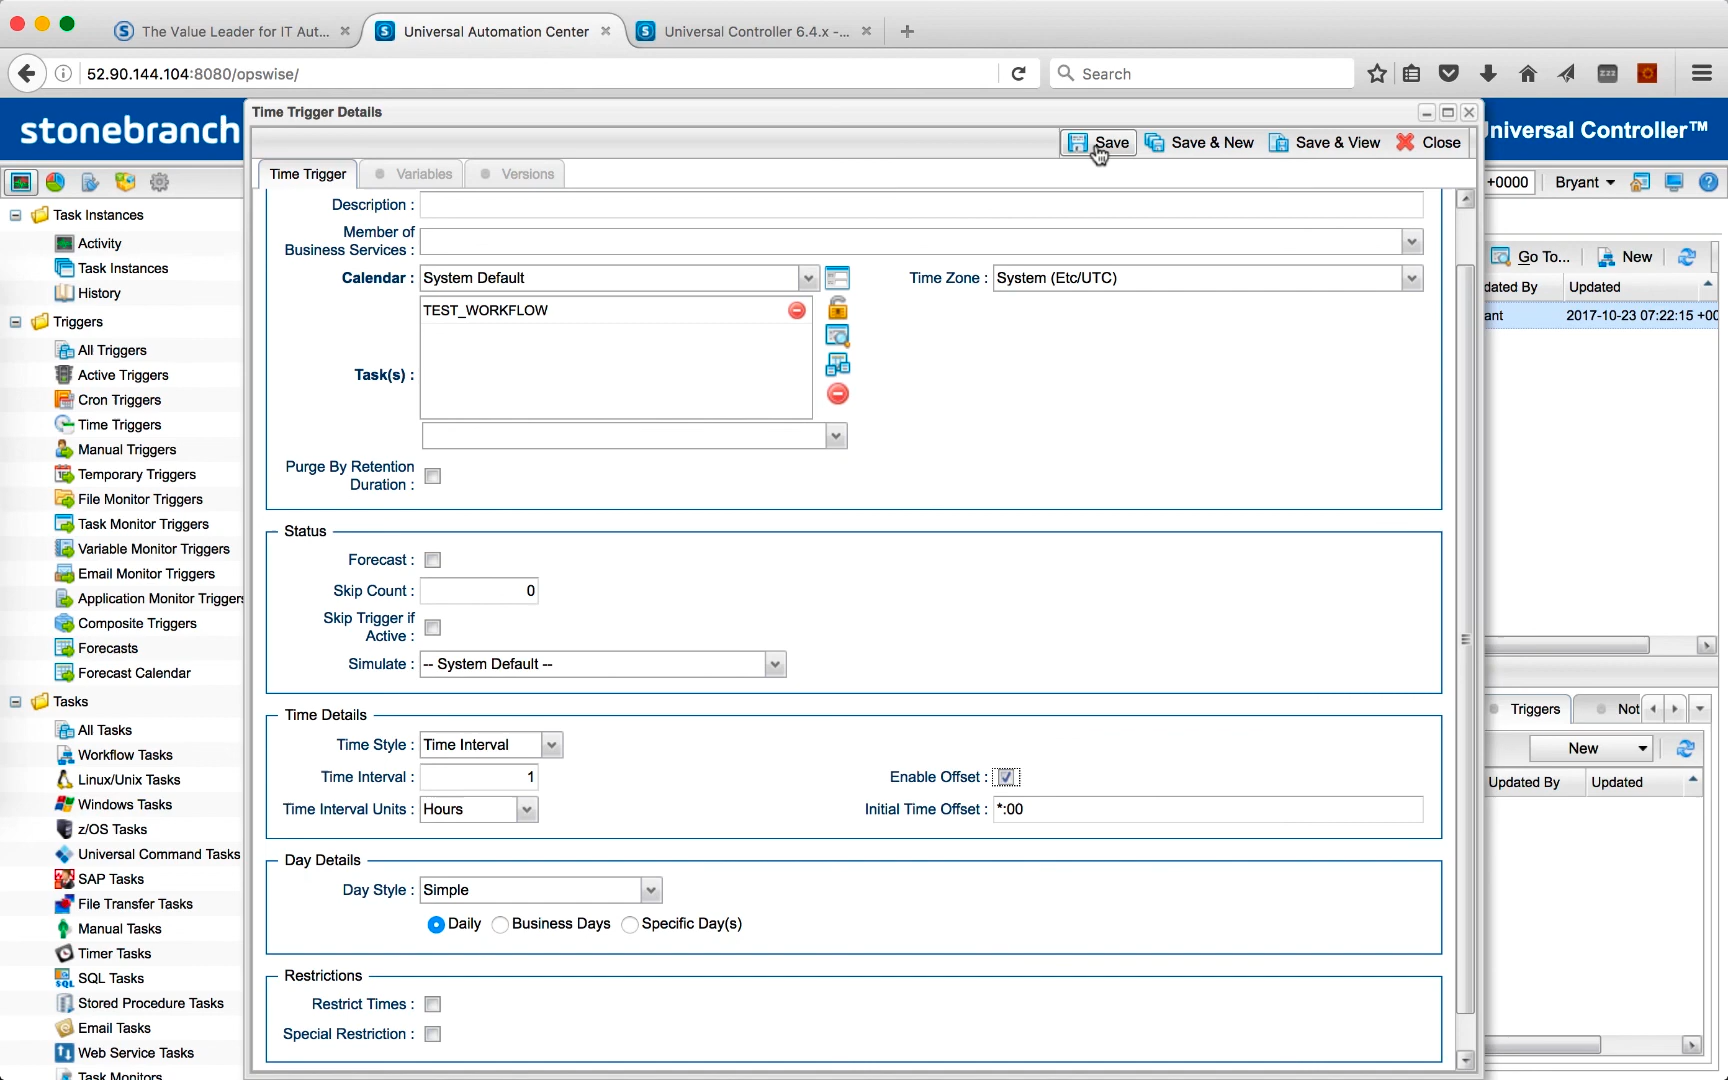 The Value Leader for IT Aut...
Universal Automation Center
Universal Controller 6.4.x -...
52.90.144.104:8080/opswise/
Search
stonebranch
Universal Controller™
Time Trigger Details
Save
Save & New
Save & View
Close
Time Trigger
Variables
Versions
+0000
Bryant
Task Instances
Activity
Task Instances
History
Triggers
All Triggers
Active Triggers
Cron Triggers
Time Triggers
Manual Triggers
Temporary Triggers
File Monitor Triggers
Task Monitor Triggers
Variable Monitor Triggers
Email Monitor Triggers
Application Monitor Triggers
Composite Triggers
Forecasts
Forecast Calendar
Tasks
All Tasks
Workflow Tasks
Linux/Unix Tasks
Windows Tasks
z/OS Tasks
Universal Command Tasks
SAP Tasks
File Transfer Tasks
Manual Tasks
Timer Tasks
SQL Tasks
Stored Procedure Tasks
Email Tasks
Web Service Tasks
Task Monitors
Description :
Member of
Business Services :
Calendar : System Default
Time Zone : System (Etc/UTC)
TEST_WORKFLOW
Task(s) :
Purge By Retention
Duration :
Status
Forecast :
Skip Count : 0
Skip Trigger if
Active :
Simulate : -- System Default --
Time Details
Time Style : Time Interval
Time Interval : 1
Enable Offset :
Time Interval Units : Hours
Initial Time Offset : *:00
Day Details
Day Style : Simple
Daily
Business Days
Specific Day(s)
Restrictions
Restrict Times :
Special Restriction :
Go To...
New
dated By
Updated
ant
2017-10-23 07:22:15 +00
Triggers
Not
New
Updated By
Updated